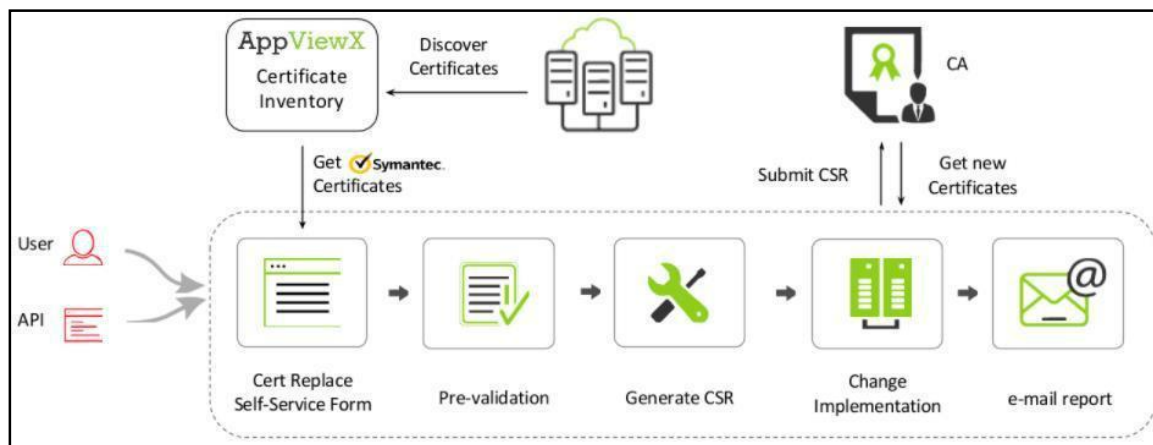 AppViewX
Certificate
Inventory
Discover
Certificates
CA
Get Symantec.
Certificates
Submit CSR
Get new
Certificates
User
API
Cert Replace
Self-Service Form
Pre-validation
Generate CSR
Change
Implementation
@
e-mail report